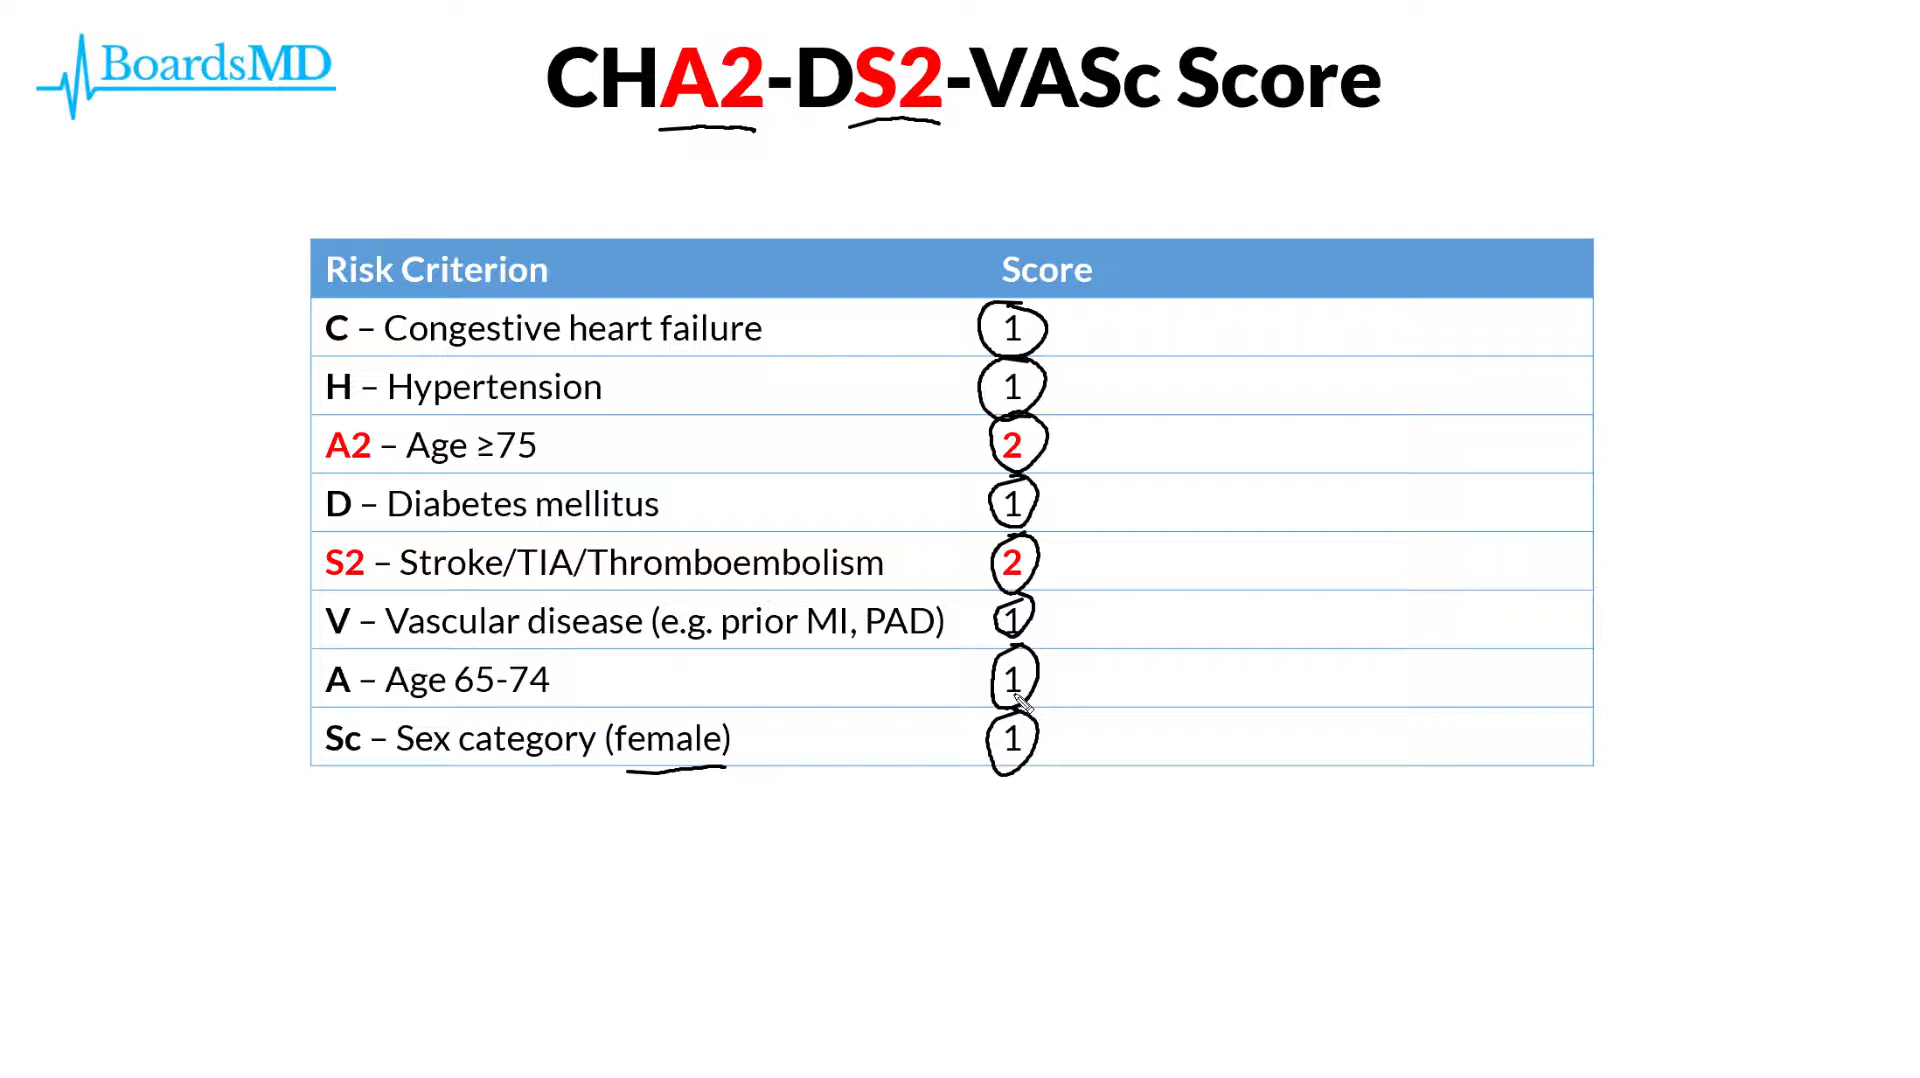 BoardsMD
CHA2-DS2-VASc Score
Risk Criterion Score
C – Congestive heart failure 1
H – Hypertension 1
A2 – Age ≥75 2
D – Diabetes mellitus 1
S2 – Stroke/TIA/Thromboembolism 2
V – Vascular disease (e.g. prior MI, PAD) 1
A – Age 65-74 1
Sc – Sex category (female) 1